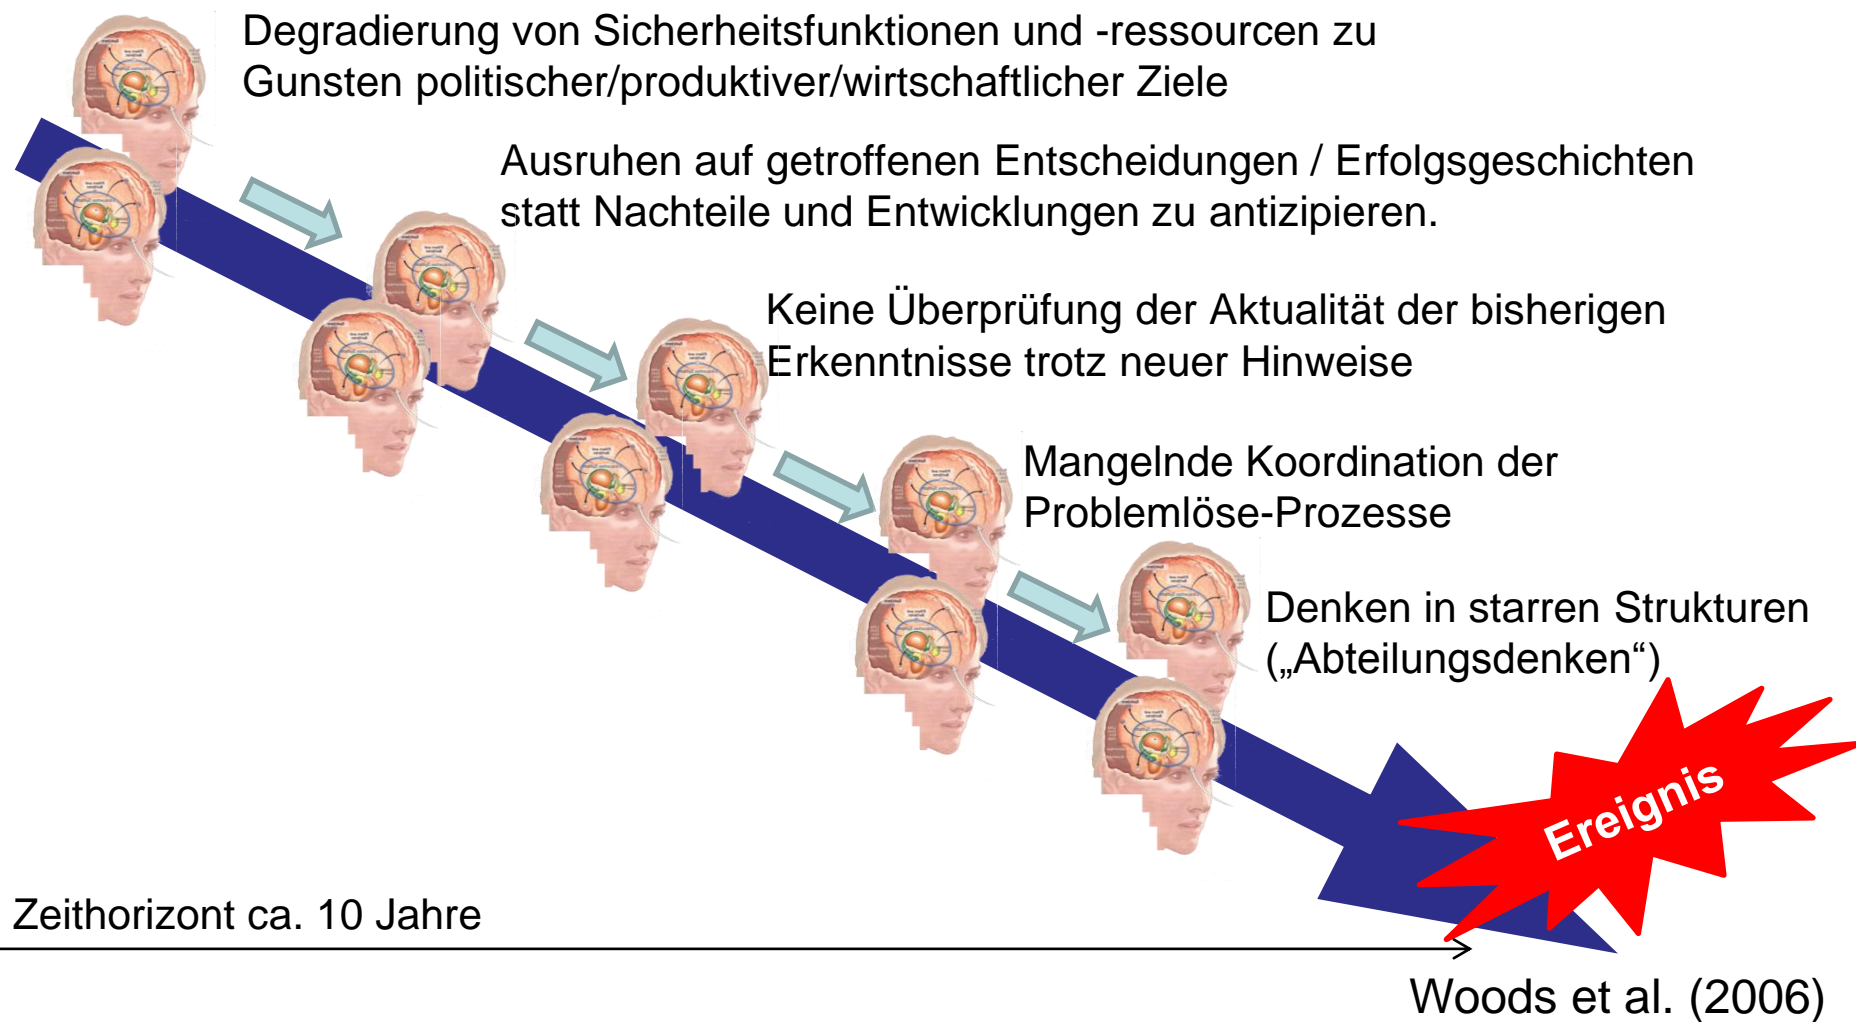 Degradierung von Sicherheitsfunktionen und -ressourcen zu
Gunsten politischer/produktiver/wirtschaftlicher Ziele
Ausruhen auf getroffenen Entscheidungen / Erfolgsgeschichten
statt Nachteile und Entwicklungen zu antizipieren.
Keine Überprüfung der Aktualität der bisherigen
Erkenntnisse trotz neuer Hinweise
Mangelnde Koordination der
Problemlöse-Prozesse
Denken in starren Strukturen
(„Abteilungsdenken“)
Ereignis
Zeithorizont ca. 10 Jahre
Woods et al. (2006)